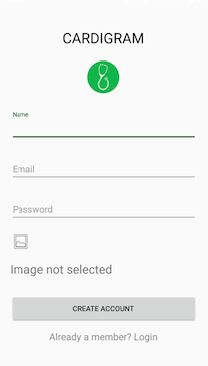 CARDIGRAM
Name
Email
Password
Image not selected
CREATE ACCOUNT
Already a member? Login